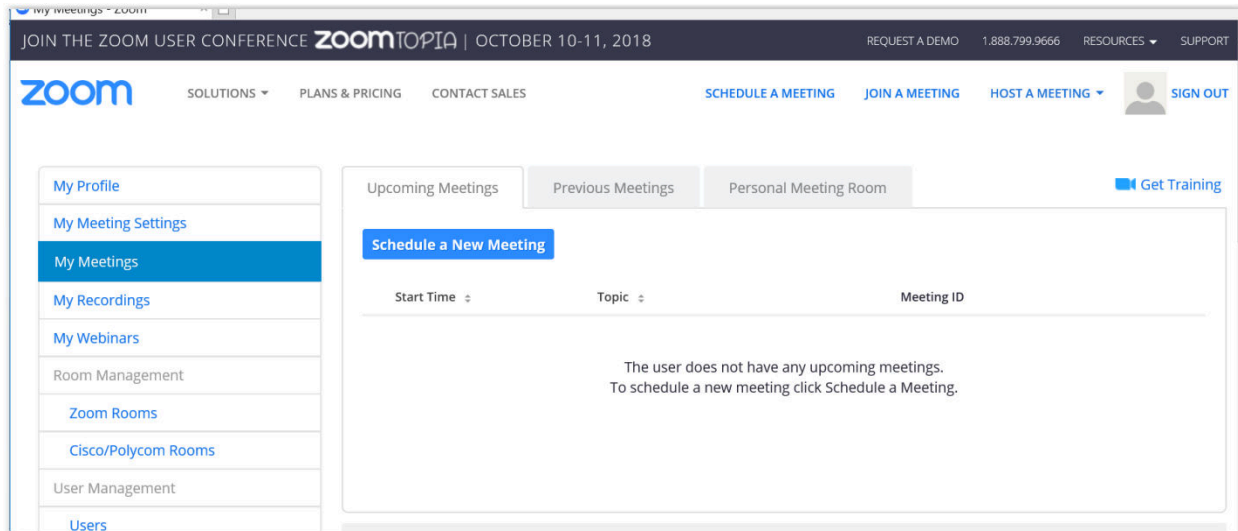 My Meetings - Zoom
JOIN THE ZOOM USER CONFERENCE ZOOMTOPIA | OCTOBER 10-11, 2018
REQUEST A DEMO 1.888.799.9666 RESOURCES SUPPORT
zoom SOLUTIONS PLANS & PRICING CONTACT SALES SCHEDULE A MEETING JOIN A MEETING HOST A MEETING SIGN OUT
My Profile
My Meeting Settings
My Meetings
My Recordings
My Webinars
Room Management
Zoom Rooms
Cisco/Polycom Rooms
User Management
Users
Upcoming Meetings Previous Meetings Personal Meeting Room Get Training
Schedule a New Meeting
Start Time Topic Meeting ID
The user does not have any upcoming meetings.
To schedule a new meeting click Schedule a Meeting.